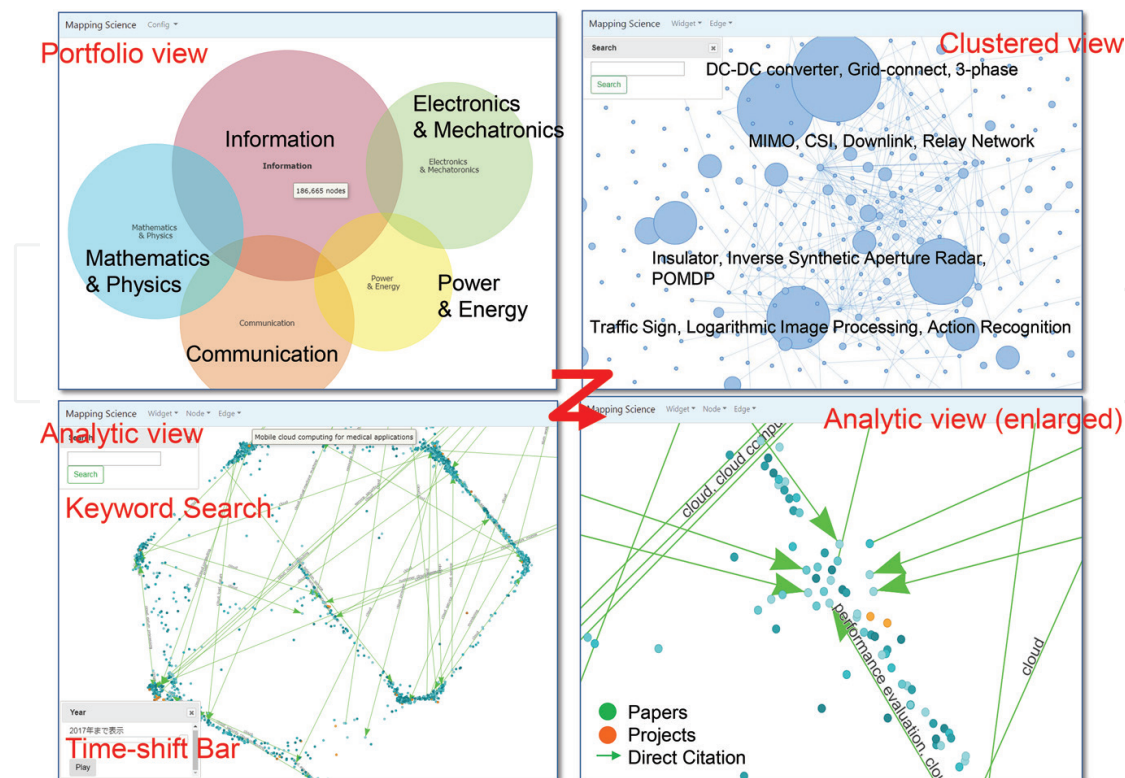 Mapping Science Config
Portfolio view
Information
Information
186,665 nodes
Electronics
& Mechatronics
Electronics
& Mechatoronics
Mathematics
& Physics
Mathematics
& Physics
Power
& Energy
Power
& Energy
Communication
Communication
Mapping Science Widget Edge
Clustered view
Search
Search
DC-DC converter, Grid-connect, 3-phase
MIMO, CSI, Downlink, Relay Network
Insulator, Inverse Synthetic Aperture Radar,
POMDP
Traffic Sign, Logarithmic Image Processing, Action Recognition
Z
Mapping Science Widget Node Edge
Analytic view
Search
Mobile cloud computing for medical applications
Search
Keyword Search
Year
2017年まで表示
Time-shift Bar
Play
Mapping Science Widget Node Edge
Analytic view (enlarged)
cloud, cloud compu
performance evaluation, clou
cloud
Papers
Projects
Direct Citation